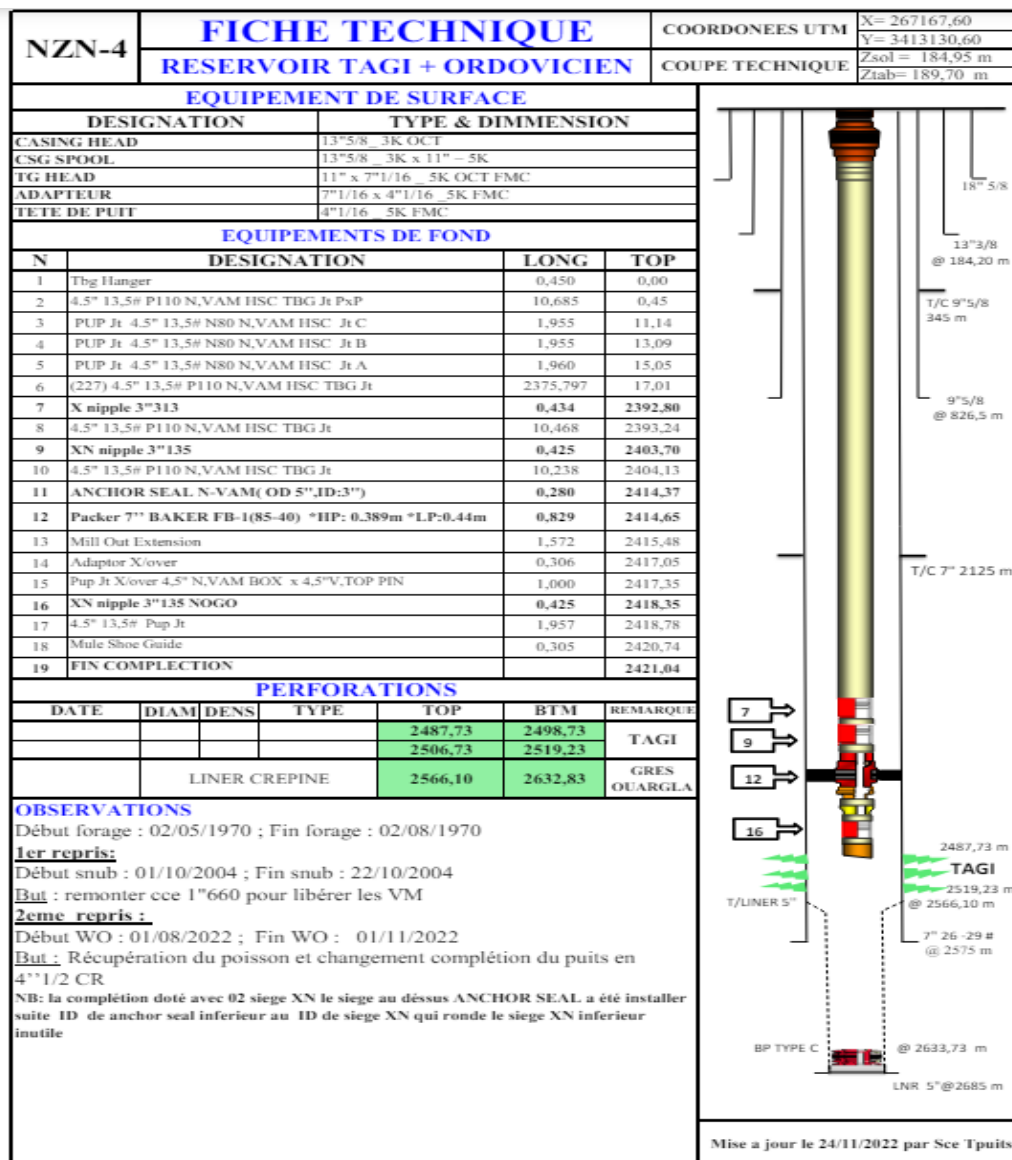 NZN-4
FICHE TECHNIQUE
RESERVOIR TAGI + ORDOVICIEN
COORDONEES UTM
X= 267167,60
Y= 3413130,60
COUPE TECHNIQUE
Zsol = 184,95 m
Ztab= 189,70 m
EQUIPEMENT DE SURFACE
DESIGNATION TYPE & DIMMENSION
CASING HEAD 13"5/8 _ 3K OCT
CSG SPOOL 13"5/8 _ 3K x 11" – 5K
TG HEAD 11" x 7"1/16 _ 5K OCT FMC
ADAPTEUR 7"1/16 x 4"1/16 _5K FMC
TETE DE PUIT 4"1/16 _ 5K FMC
EQUIPEMENTS DE FOND
N DESIGNATION LONG TOP
1 Tbg Hanger 0,450 0,00
2 4.5" 13,5# P110 N,VAM HSC TBG Jt PxP 10,685 0,45
3 PUP Jt 4.5" 13,5# N80 N,VAM HSC Jt C 1,955 11,14
4 PUP Jt 4.5" 13,5# N80 N,VAM HSC Jt B 1,955 13,09
5 PUP Jt 4.5" 13,5# N80 N,VAM HSC Jt A 1,960 15,05
6 (227) 4.5" 13,5# P110 N,VAM HSC TBG Jt 2375,797 17,01
7 X nipple 3"313 0,434 2392,80
8 4.5" 13,5# P110 N,VAM HSC TBG Jt 10,468 2393,24
9 XN nipple 3"135 0,425 2403,70
10 4.5" 13,5# P110 N,VAM HSC TBG Jt 10,238 2404,13
11 ANCHOR SEAL N-VAM( OD 5",ID:3") 0,280 2414,37
12 Packer 7'' BAKER FB-1(85-40) *HP: 0.389m *LP:0.44m 0,829 2414,65
13 Mill Out Extension 1,572 2415,48
14 Adaptor X/over 0,306 2417,05
15 Pup Jt X/over 4,5" N,VAM BOX x 4,5"V,TOP PIN 1,000 2417,35
16 XN nipple 3"135 NOGO 0,425 2418,35
17 4.5" 13,5# Pup Jt 1,957 2418,78
18 Mule Shoe Guide 0,305 2420,74
19 FIN COMPLECTION 2421,04
PERFORATIONS
DATE DIAM DENS TYPE TOP BTM REMARQUE
2487,73 2498,73
TAGI
2506,73 2519,23
LINER CREPINE 2566,10 2632,83 GRES
OUARGLA
OBSERVATIONS
Début forage : 02/05/1970 ; Fin forage : 02/08/1970
1er repris:
Début snub : 01/10/2004 ; Fin snub : 22/10/2004
But : remonter cce 1"660 pour libérer les VM
2eme repris :
Début WO : 01/08/2022 ; Fin WO : 01/11/2022
But : Récupération du poisson et changement complétion du puits en
4''1/2 CR
NB: la complétion doté avec 02 siege XN le siege au déssus ANCHOR SEAL a été installer
suite ID de anchor seal inferieur au ID de siege XN qui ronde le siege XN inferieur
inutile
18" 5/8
13"3/8
@ 184,20 m
T/C 9"5/8
345 m
9"5/8
@ 826,5 m
T/C 7" 2125 m
7
9
12
16
2487,73 m
TAGI
2519,23 m
T/LINER 5"
@ 2566,10 m
7" 26 -29 #
@ 2575 m
BP TYPE C
@ 2633,73 m
LNR 5"@2685 m
Mise a jour le 24/11/2022 par Sce Tpuits